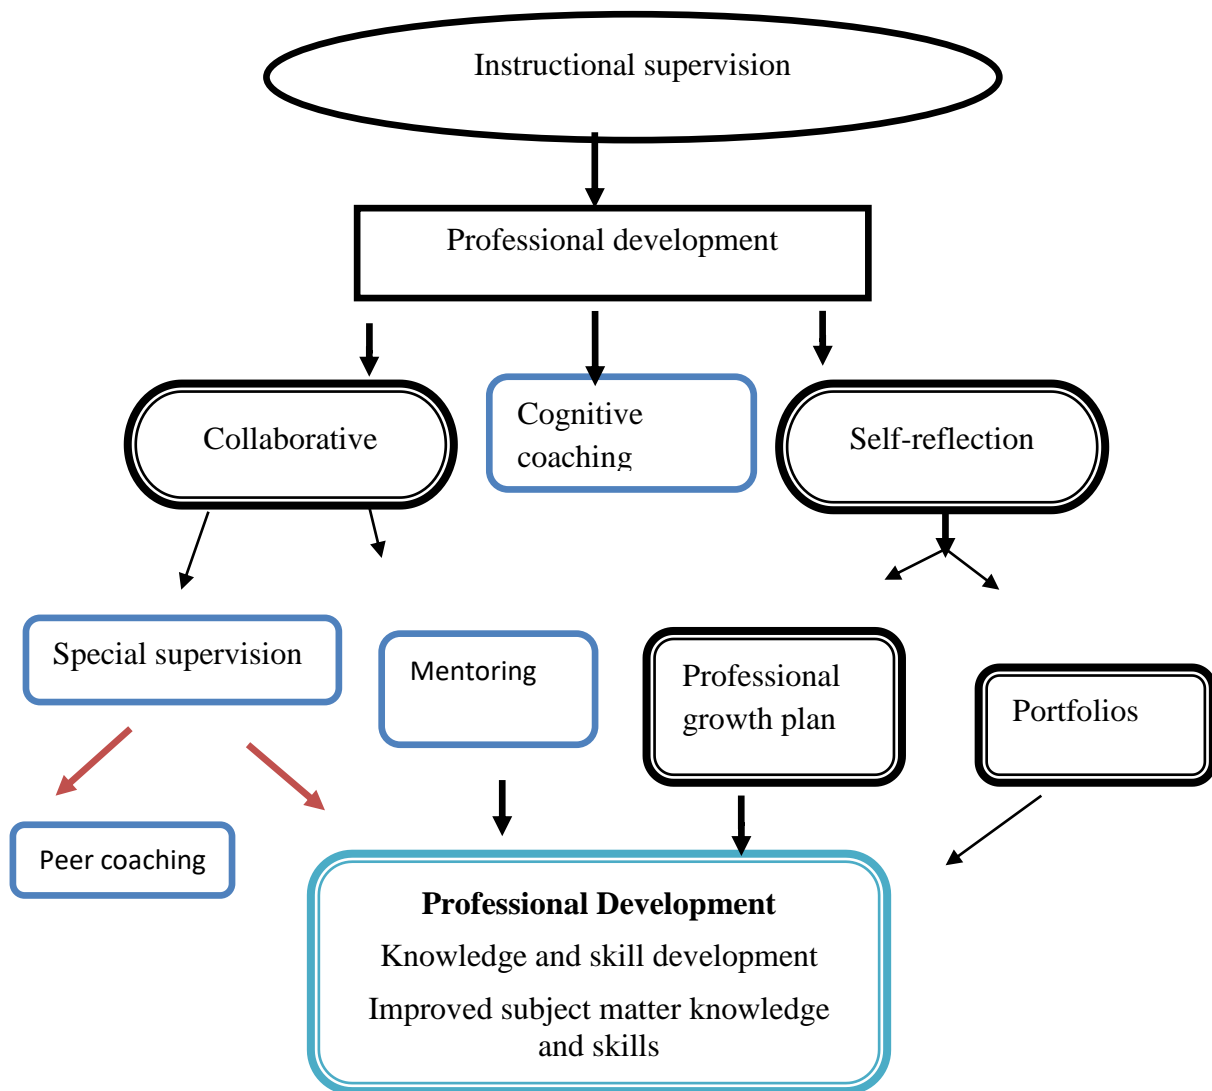 Instructional supervision
Professional development
Collaborative
Cognitive
coaching
Self-reflection
Special supervision
Mentoring
Professional
growth plan
Portfolios
Peer coaching
Professional Development
Knowledge and skill development
Improved subject matter knowledge
and skills